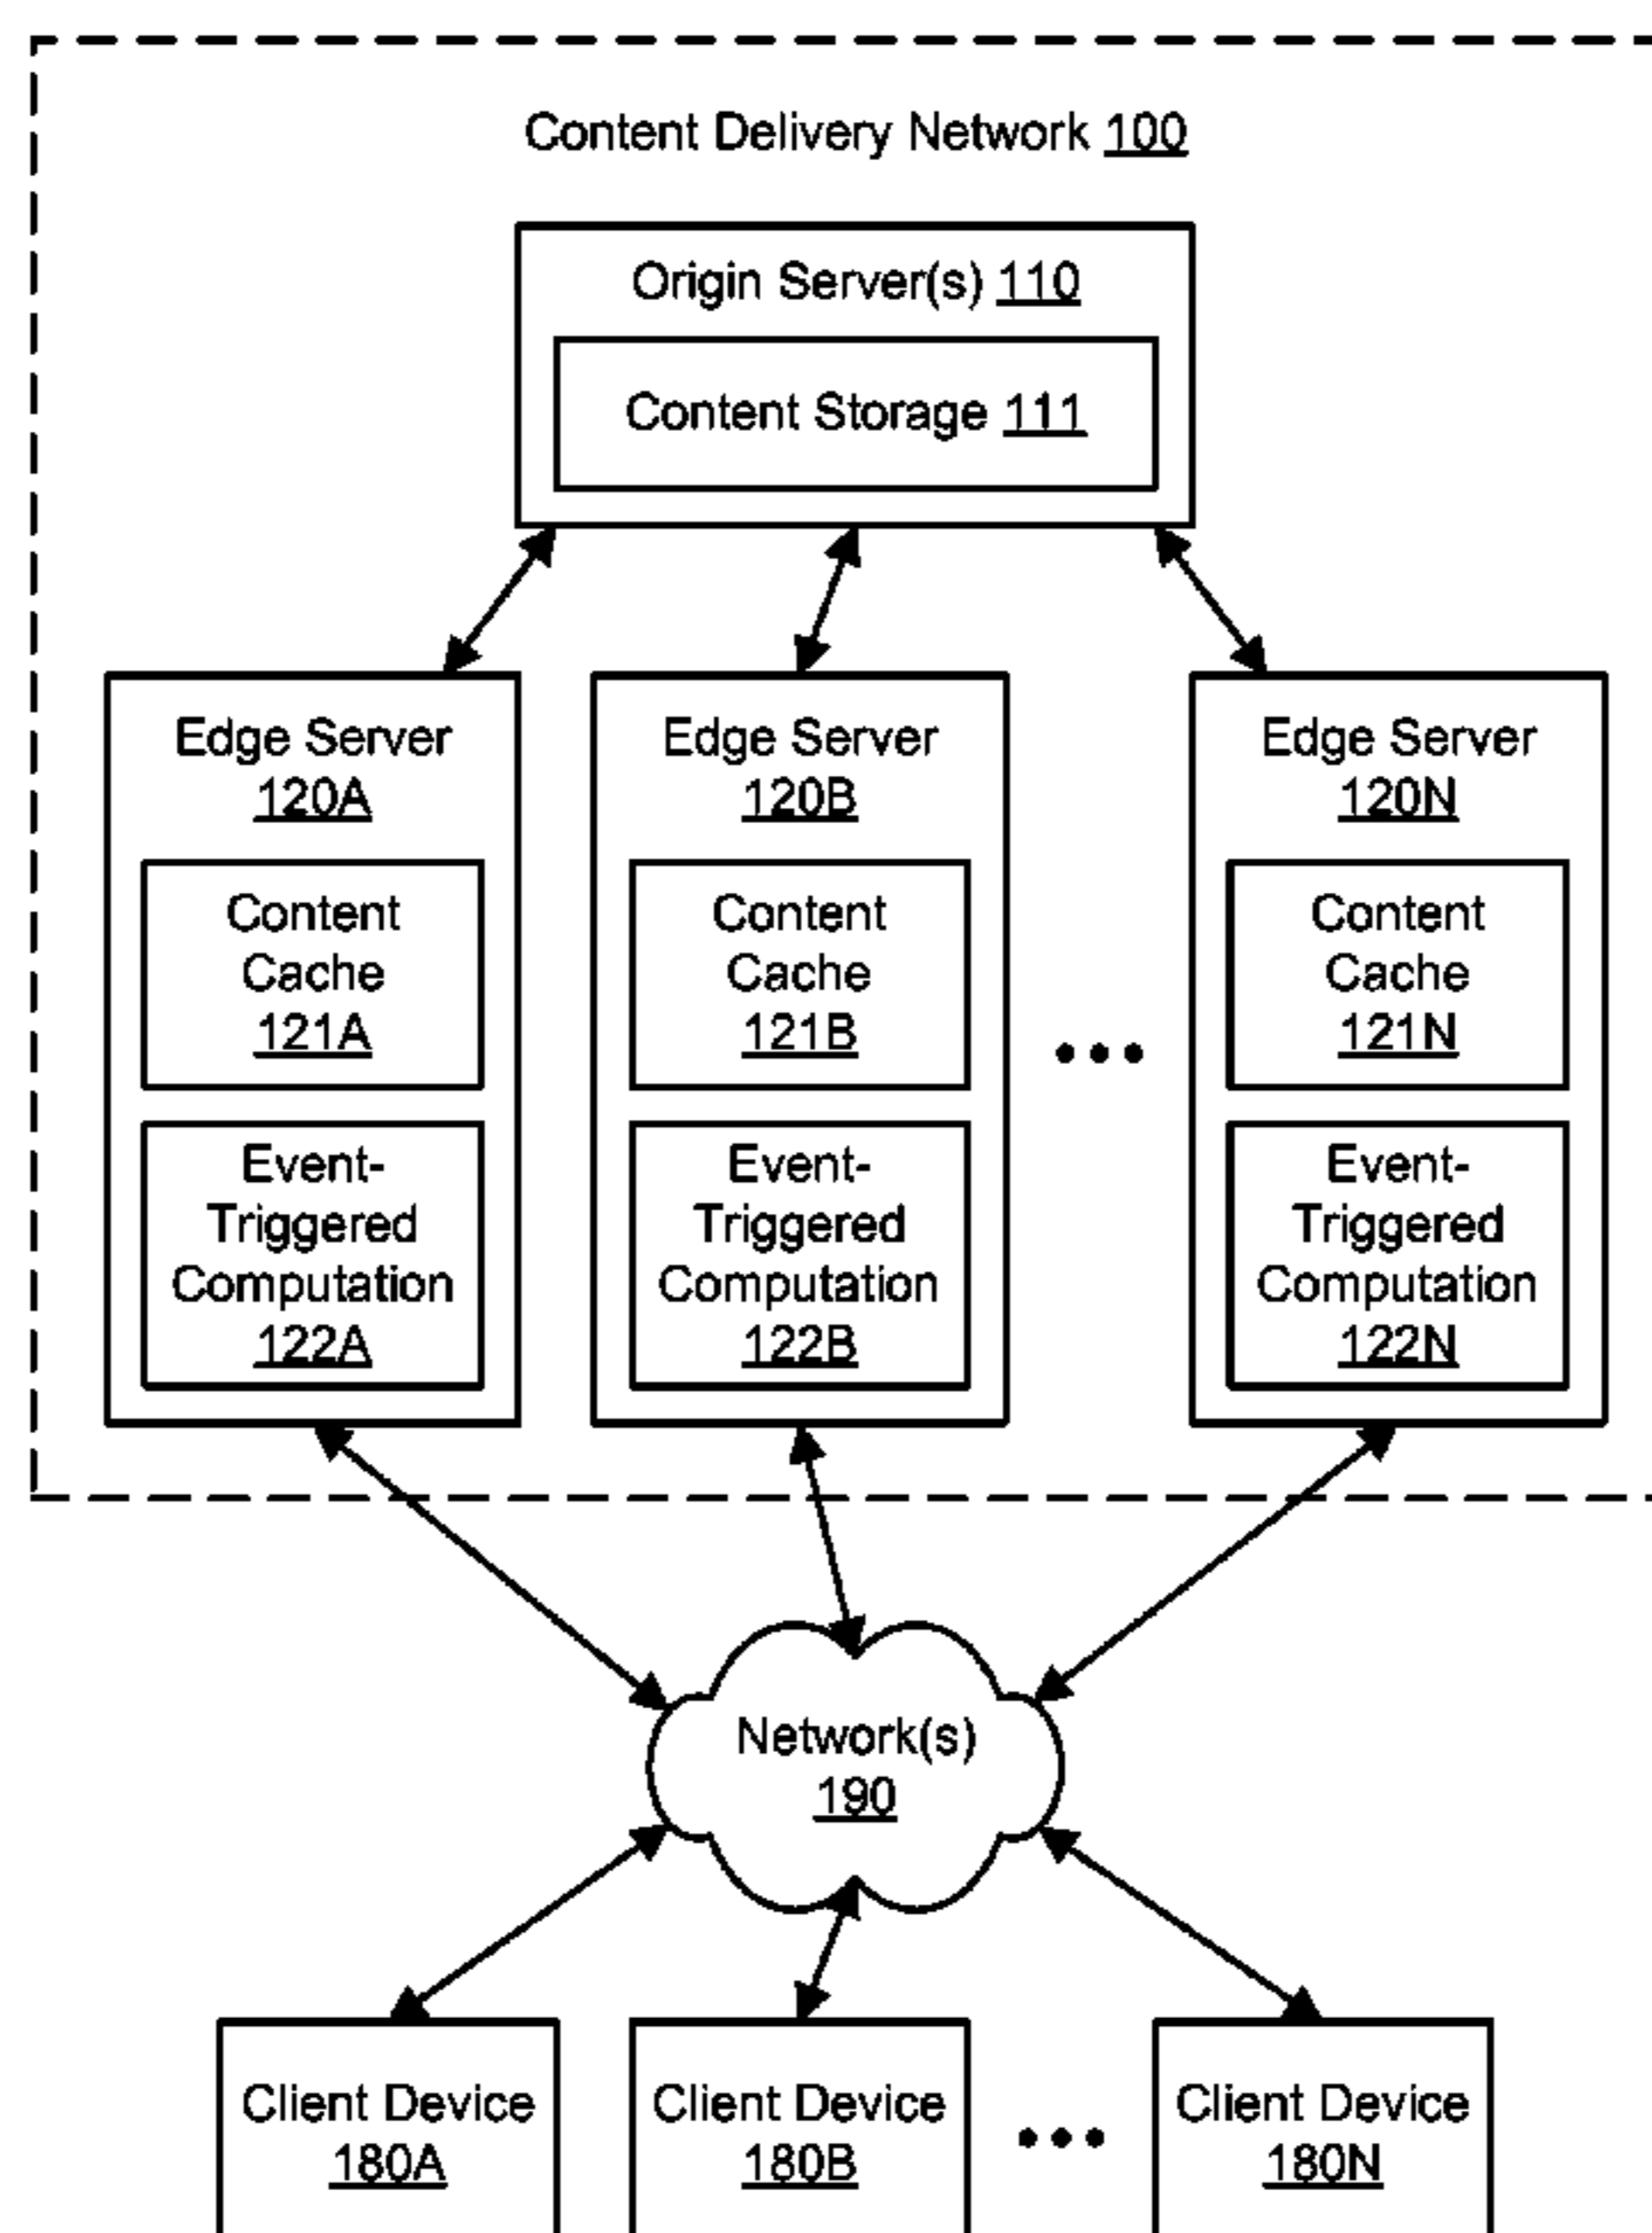 Content Delivery Network 100
Origin Server(s) 110
Content Storage 111
Edge Server
120A
Content
Cache
121A
Event-
Triggered
Computation
122A
Edge Server
120B
Content
Cache
121B
Event-
Triggered
Computation
122B
•••
Edge Server
120N
Content
Cache
121N
Event-
Triggered
Computation
122N
Network(s)
190
Client Device
180A
Client Device
180B
•••
Client Device
180N